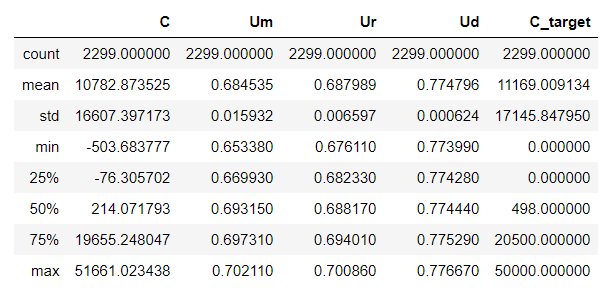 C Um Ur Ud C_target
count 2299.000000 2299.000000 2299.000000 2299.000000 2299.000000
mean 10782.873525 0.684535 0.687989 0.774796 11169.009134
std 16607.397173 0.015932 0.006597 0.000624 17145.847950
min -503.683777 0.653380 0.676110 0.773990 0.000000
25% -76.305702 0.669930 0.682330 0.774280 0.000000
50% 214.071793 0.693150 0.688170 0.774440 498.000000
75% 19655.248047 0.697310 0.694010 0.775290 20500.000000
max 51661.023438 0.702110 0.700860 0.776670 50000.000000